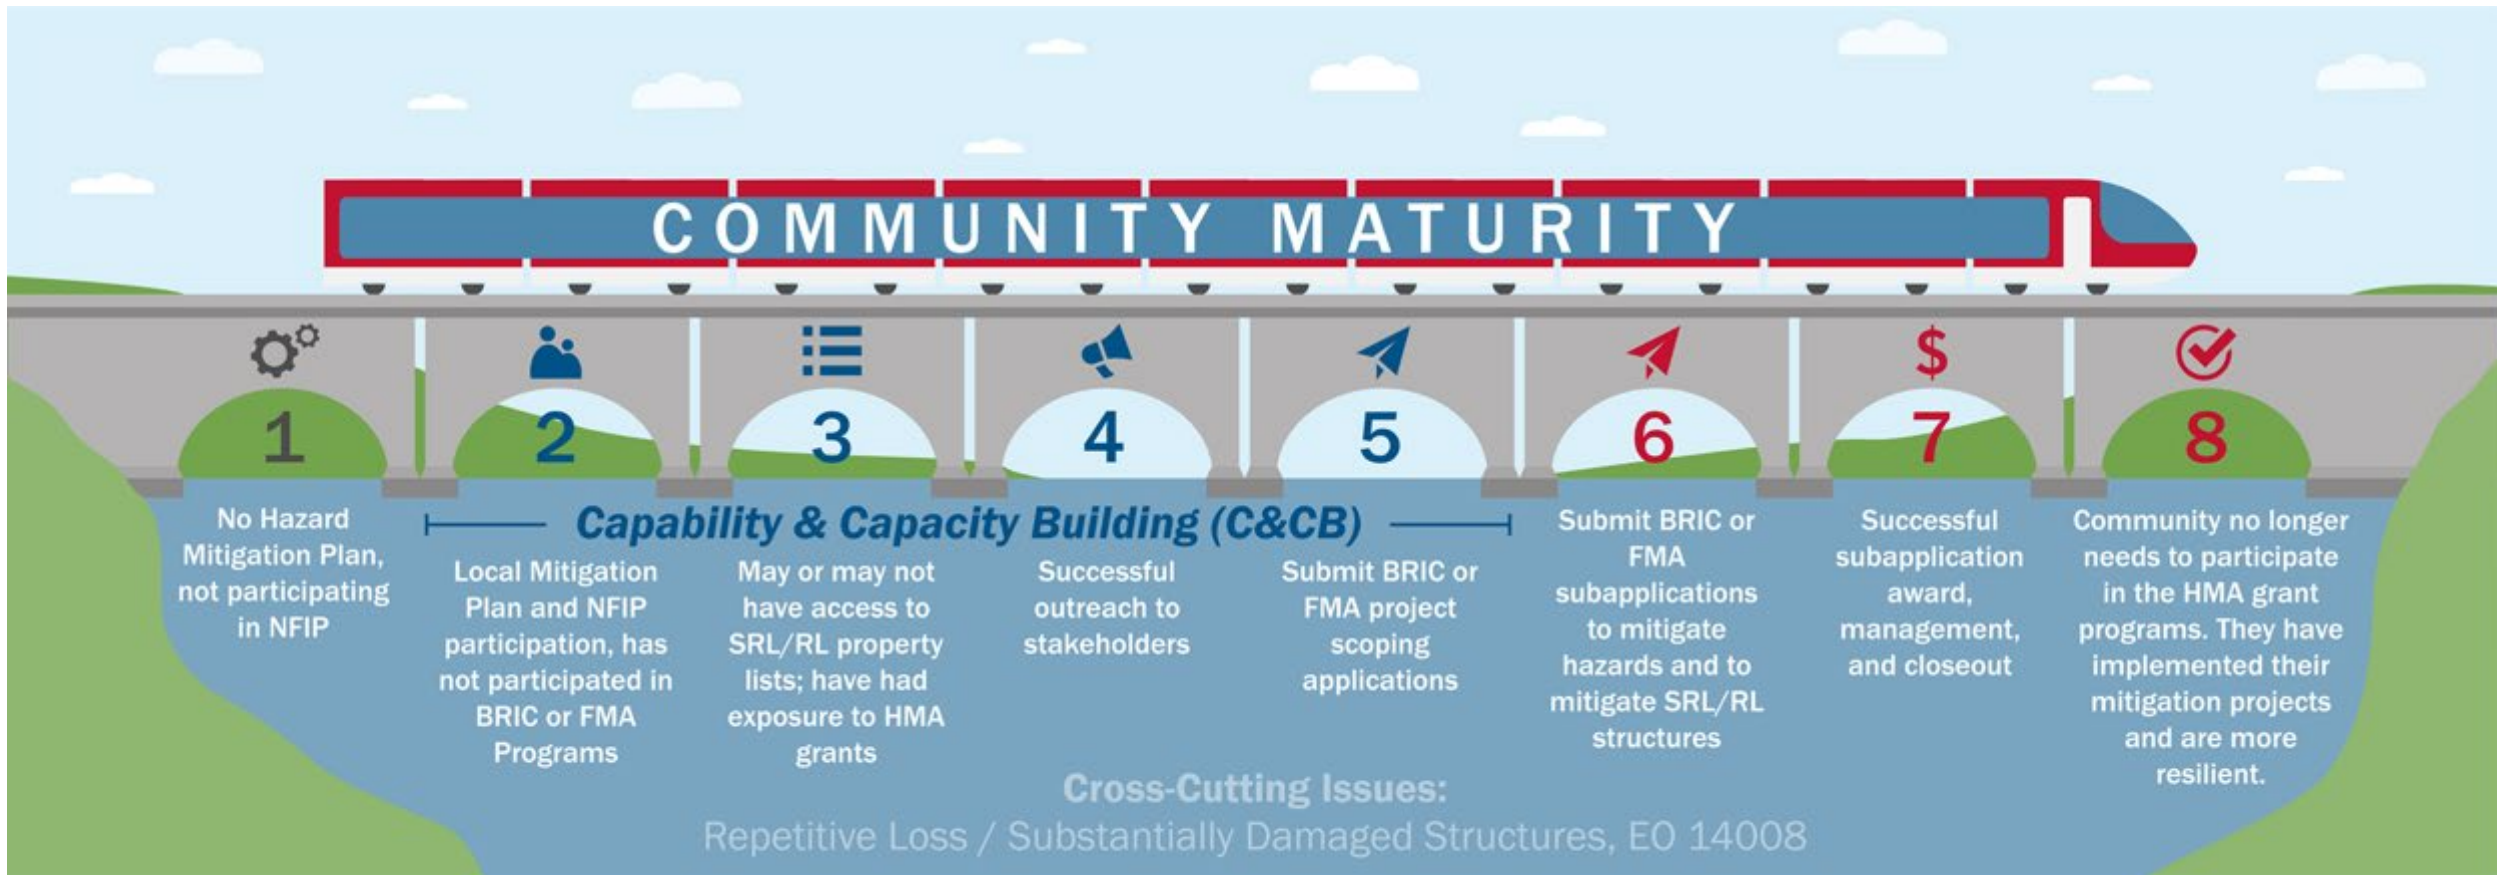 COMMUNITY MATURITY
1
No Hazard
Mitigation Plan,
not participating
in NFIP
Capability & Capacity Building (C&CB)
2
Local Mitigation
Plan and NFIP
participation, has
not participated in
BRIC or FMA
Programs
3
May or may not
have access to
SRL/RL property
lists; have had
exposure to HMA
grants
4
Successful
outreach to
stakeholders
5
Submit BRIC or
FMA project
scoping
applications
6
Submit BRIC or
FMA
subapplications
to mitigate
hazards and to
mitigate SRL/RL
structures
$
7
Successful
subapplication
award,
management,
and closeout
8
Community no longer
needs to participate
in the HMA grant
programs. They have
implemented their
mitigation projects
and are more
resilient.
Cross-Cutting Issues:
Repetitive Loss / Substantially Damaged Structures, EO 14008